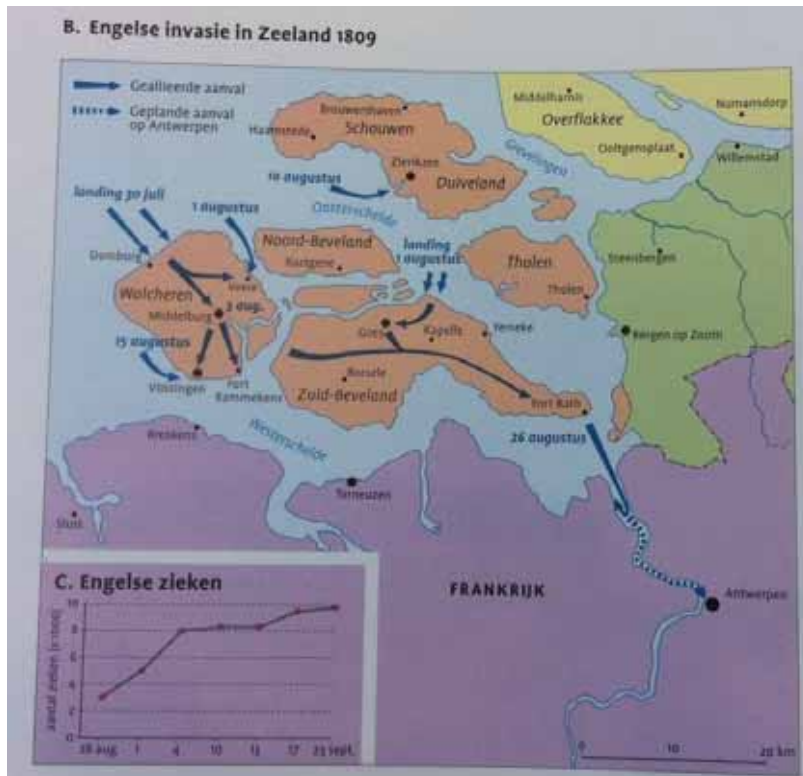 B. Engelse invasie in Zeeland 1809
Geallieerde aanval
Geplande aanval
op Antwerpen
Middelharnis
Numansdorp
Brouwershaven
Overflakkee
Haamstede
Schouwen
Ooltgensplaat
Willemstad
Zierikzee
Grevelingen
10 augustus
Duiveland
landing 30 juli
1 augustus
Oosterschelde
Noord-Beveland
landing
1 augustus
Domburg
Kortgene
Tholen
Steenbergen
Walcheren
Veere
Tholen
3 aug.
Middelburg
Goes
Kapelle
Yerseke
Bergen op Zoom
15 augustus
Borsele
Vlissingen
Fort
Rammekens
Zuid-Beveland
Fort Bath
Breskens
Westerschelde
26 augustus
Terneuzen
Sluis
C. Engelse zieken
FRANKRIJK
Antwerpen
aantal zieken (x 1000)
10
8
6
4
2
0
28 aug.
1
4
10
13
17
23 sept.
0
10
20 km